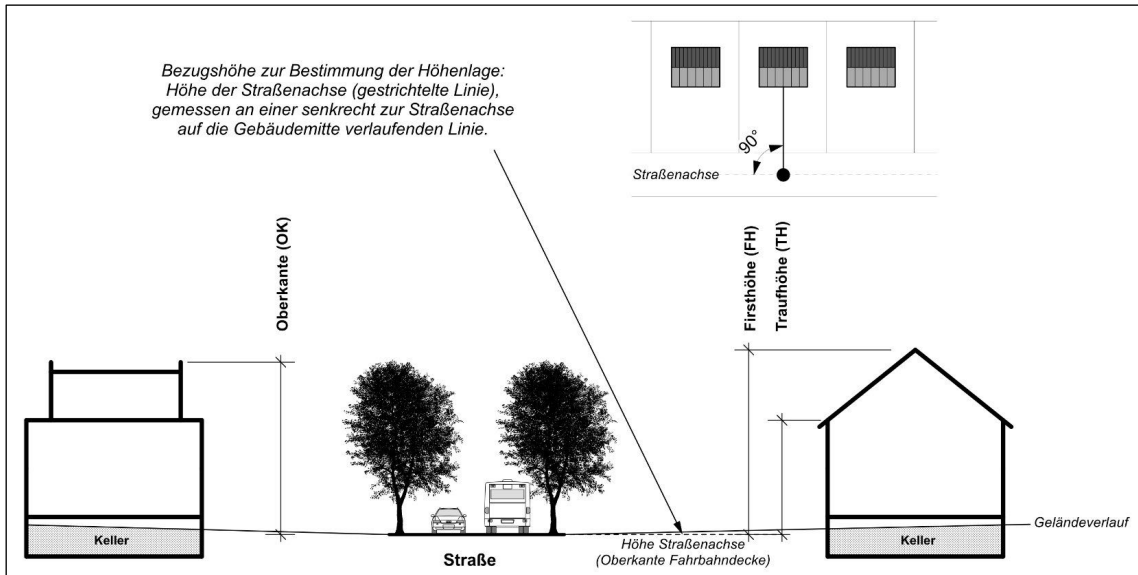 Bezugshöhe zur Bestimmung der Höhenlage:
Höhe der Straßenachse (gestrichtelte Linie),
gemessen an einer senkrecht zur Straßenachse
auf die Gebäudemitte verlaufenden Linie.
90°
Straßenachse
Oberkante (OK)
Firsthöhe (FH)
Traufhöhe (TH)
Keller
Straße
Höhe Straßenachse
(Oberkante Fahrbahndecke)
Keller
Geländeverlauf